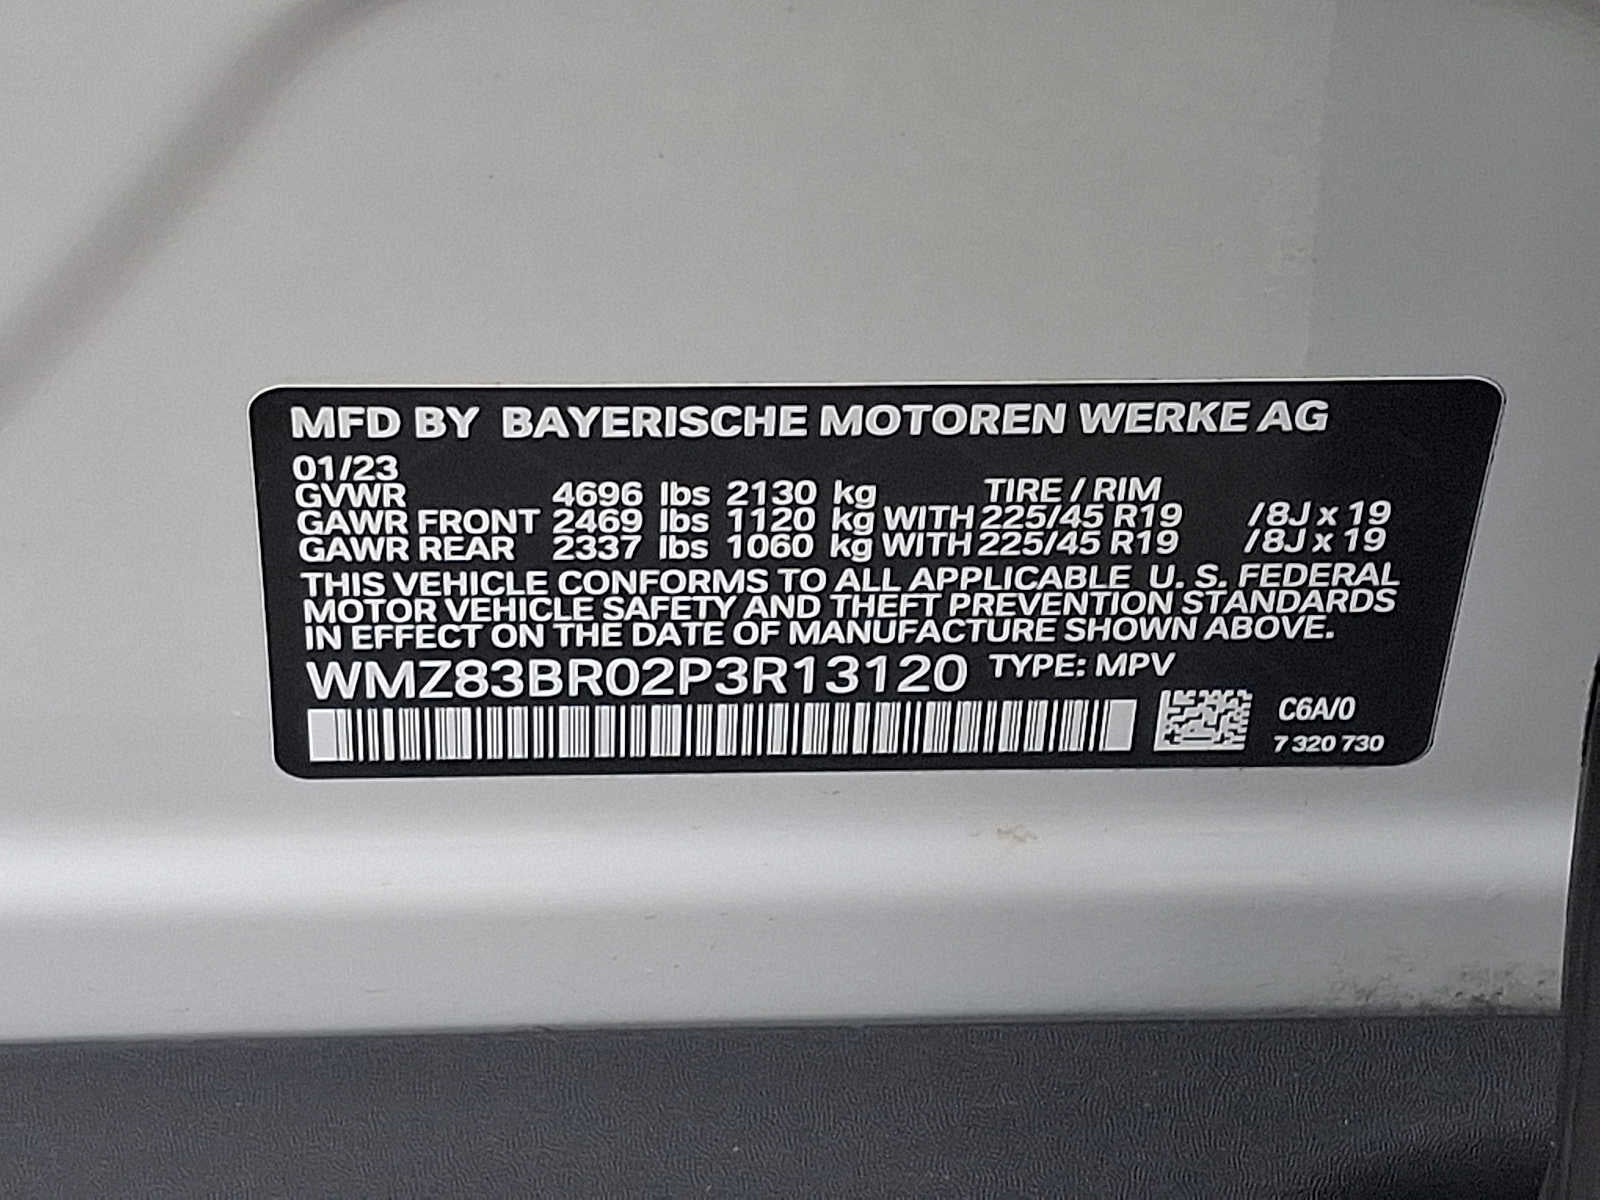 MFD BY BAYERISCHE MOTOREN WERKE AG
01/23
GVWR 4696 lbs 2130 kg TIRE / RIM
GAWR FRONT 2469 lbs 1120 kg WITH 225/45 R19 /8J x 19
GAWR REAR 2337 lbs 1060 kg WITH 225/45 R19 /8J x 19
THIS VEHICLE CONFORMS TO ALL APPLICABLE U. S. FEDERAL
MOTOR VEHICLE SAFETY AND THEFT PREVENTION STANDARDS
IN EFFECT ON THE DATE OF MANUFACTURE SHOWN ABOVE.
WMZ83BR02P3R13120 TYPE: MPV
C6A/0
7 320 730